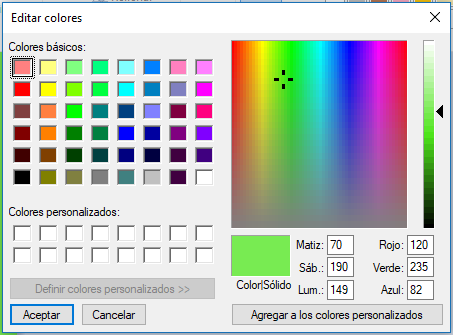 Editar colores
Colores básicos:
Colores personalizados:
Definir colores personalizados >>
Aceptar Cancelar
Color|Sólido
Matiz: 70 Rojo: 120
Sáb.: 190 Verde: 235
Lum.: 149 Azul: 82
Agregar a los colores personalizados